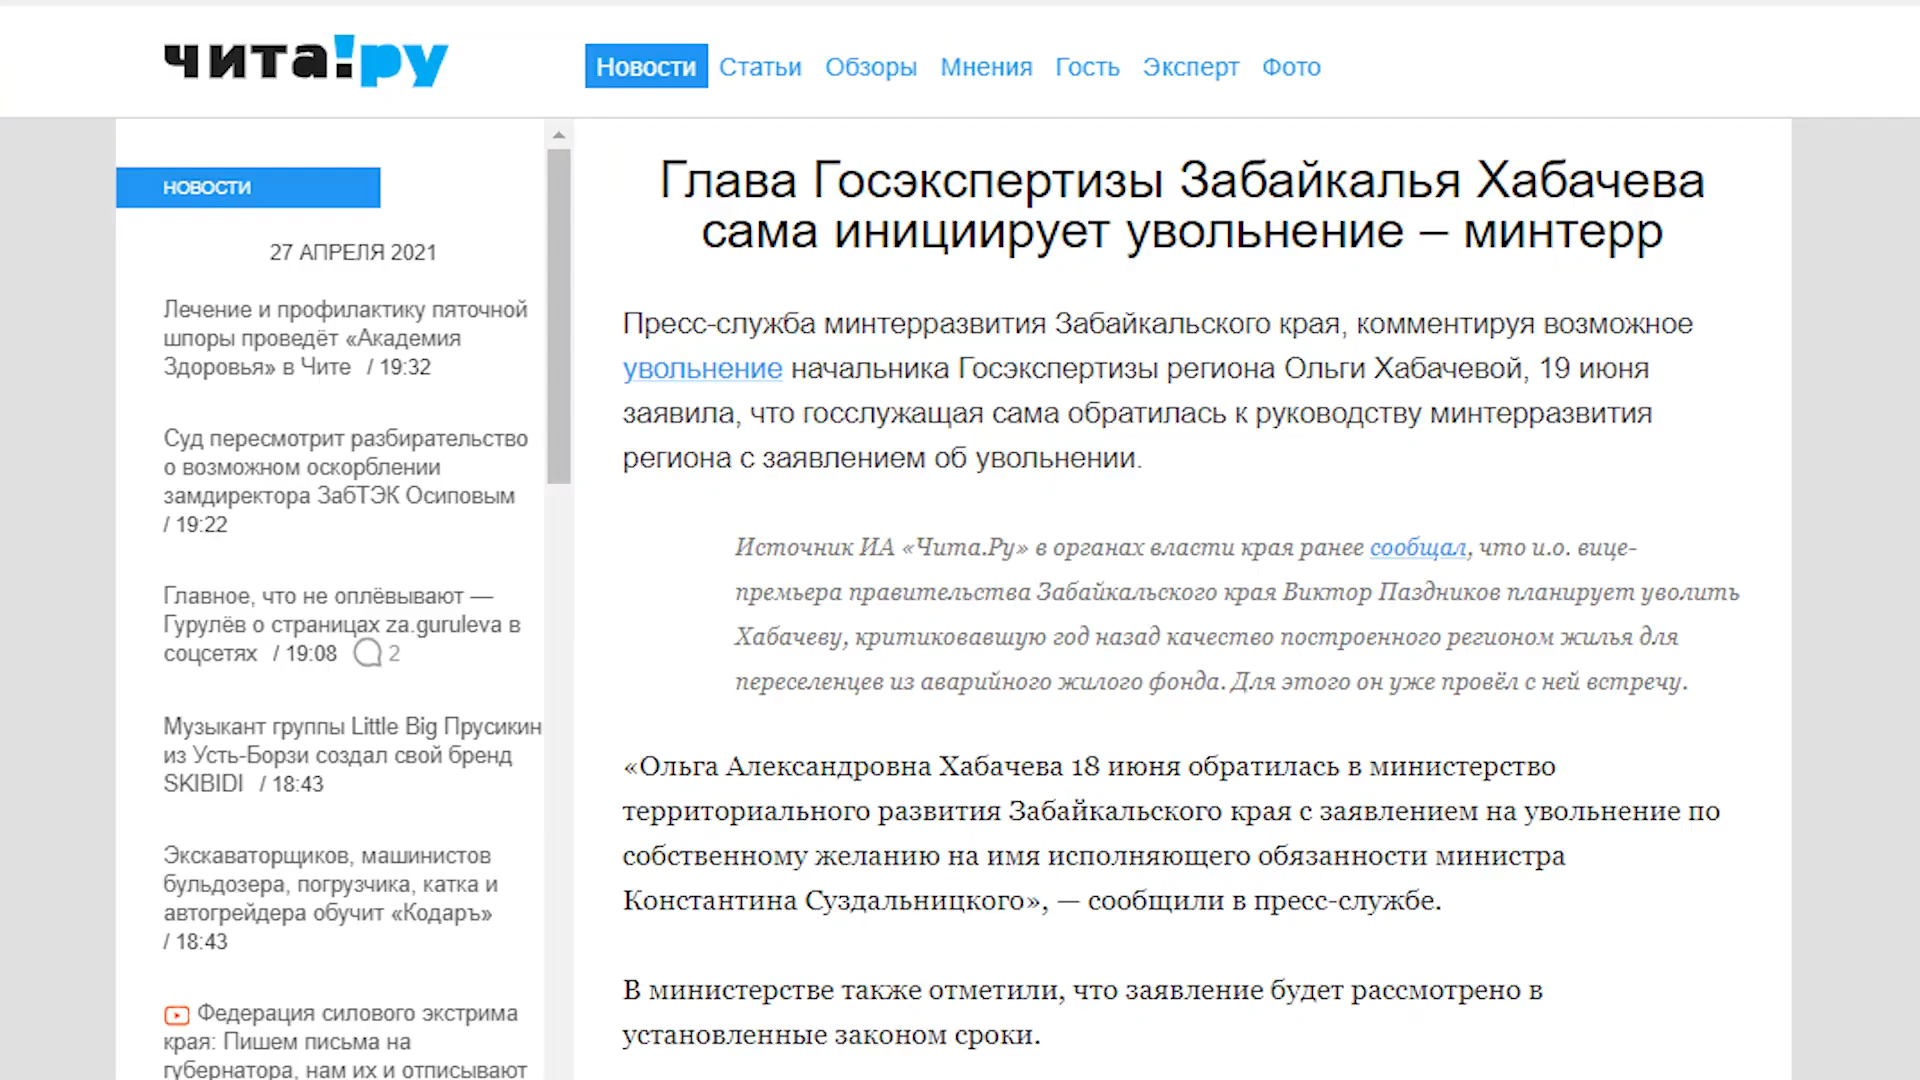 чита!ру
Новости Статьи Обзоры Мнения Гость Эксперт Фото
НОВОСТИ
27 АПРЕЛЯ 2021
Лечение и профилактику пяточной
шпоры проведёт «Академия
Здоровья» в Чите / 19:32
Суд пересмотрит разбирательство
о возможном оскорблении
замдиректора ЗабТЭК Осиповым
/ 19:22
Главное, что не оплёвывают —
Гурулёв о страницах za.guruleva в
соцсетях / 19:08 2
Музыкант группы Little Big Прусикин
из Усть-Борзи создал свой бренд
SKIBIDI / 18:43
Экскаваторщиков, машинистов
бульдозера, погрузчика, катка и
автогрейдера обучит «Кодаръ»
/ 18:43
Федерация силового экстрима
края: Пишем письма на
губернатора, нам их и отписывают
Глава Госэкспертизы Забайкалья Хабачева
сама инициирует увольнение – минтерр
Пресс-служба минтерразвития Забайкальского края, комментируя возможное
увольнение начальника Госэкспертизы региона Ольги Хабачевой, 19 июня
заявила, что госслужащая сама обратилась к руководству минтерразвития
региона с заявлением об увольнении.
Источник ИА «Чита.Ру» в органах власти края ранее сообщал, что и.о. вице-
премьера правительства Забайкальского края Виктор Паздников планирует уволить
Хабачеву, критиковавшую год назад качество построенного регионом жилья для
переселенцев из аварийного жилого фонда. Для этого он уже провёл с ней встречу.
«Ольга Александровна Хабачева 18 июня обратилась в министерство
территориального развития Забайкальского края с заявлением на увольнение по
собственному желанию на имя исполняющего обязанности министра
Константина Суздальницкого», — сообщили в пресс-службе.
В министерстве также отметили, что заявление будет рассмотрено в
установленные законом сроки.